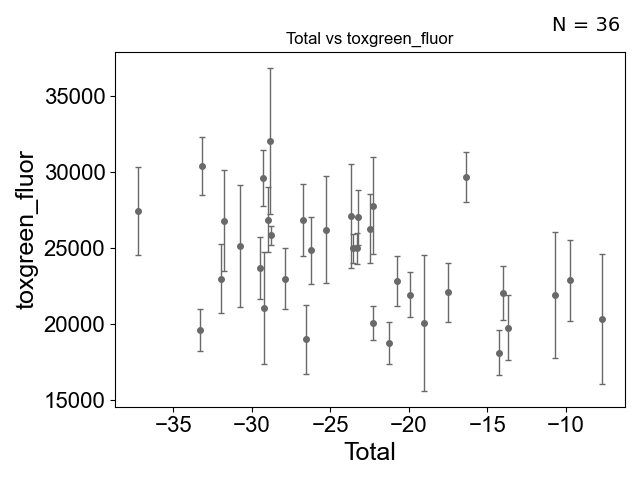 N = 36
Total vs toxgreen_fluor
35000
30000
25000
20000
15000
toxgreen_fluor
−35 −30 −25 −20 −15 −10
Total